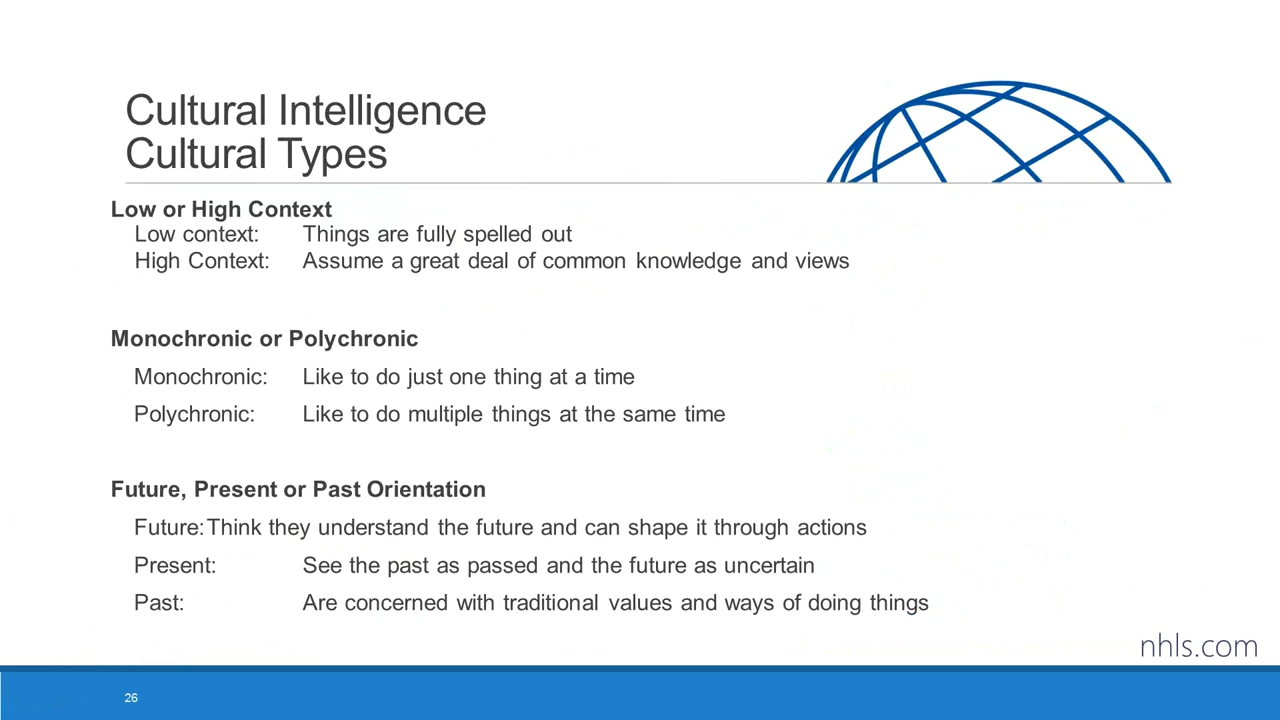 Cultural Intelligence
Cultural Types
Low or High Context
Low context: Things are fully spelled out
High Context: Assume a great deal of common knowledge and views
Monochronic or Polychronic
Monochronic: Like to do just one thing at a time
Polychronic: Like to do multiple things at the same time
Future, Present or Past Orientation
Future: Think they understand the future and can shape it through actions
Present: See the past as passed and the future as uncertain
Past: Are concerned with traditional values and ways of doing things
nhls.com
26